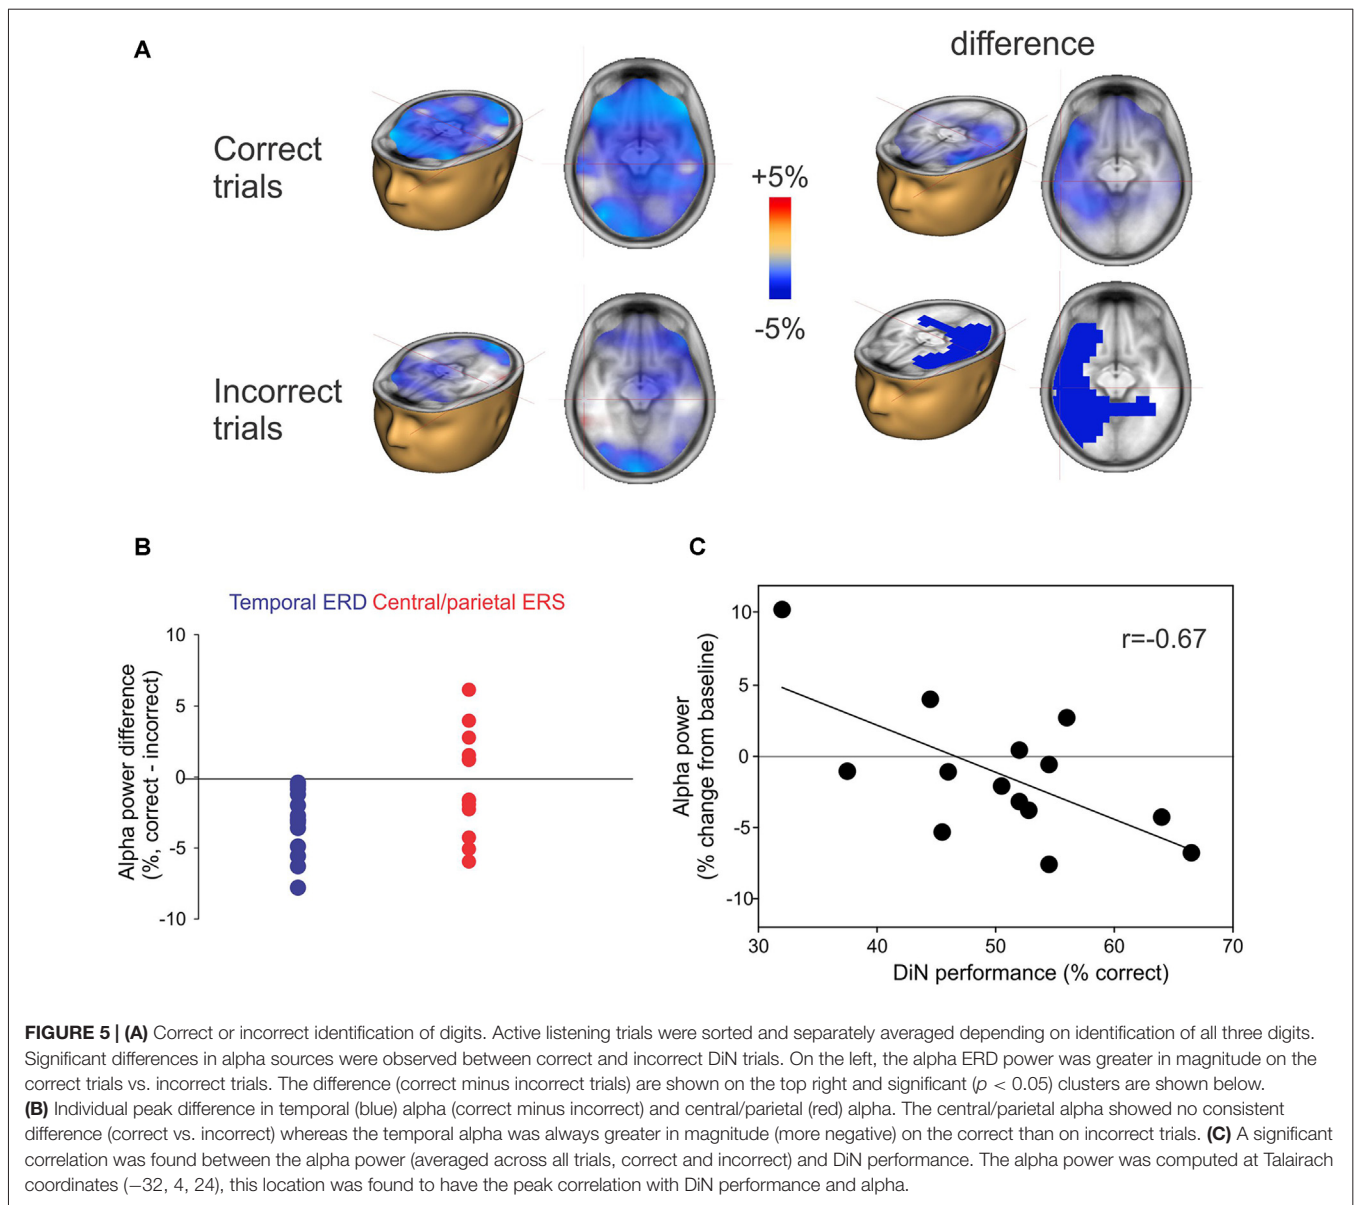 A
difference
Correct
trials
+5%
-5%
Incorrect
trials
B
Temporal ERD Central/parietal ERS
Alpha power difference
(%, correct - incorrect)
10
5
0
-5
-10
C
Alpha power
(% change from baseline)
10
5
0
-5
-10
r=-0.67
30 40 50 60 70
DiN performance (% correct)
FIGURE 5 | (A) Correct or incorrect identification of digits. Active listening trials were sorted and separately averaged depending on identification of all three digits.
Significant differences in alpha sources were observed between correct and incorrect DiN trials. On the left, the alpha ERD power was greater in magnitude on the
correct trials vs. incorrect trials. The difference (correct minus incorrect trials) are shown on the top right and significant (p < 0.05) clusters are shown below.
(B) Individual peak difference in temporal (blue) alpha (correct minus incorrect) and central/parietal (red) alpha. The central/parietal alpha showed no consistent
difference (correct vs. incorrect) whereas the temporal alpha was always greater in magnitude (more negative) on the correct than on incorrect trials. (C) A significant
correlation was found between the alpha power (averaged across all trials, correct and incorrect) and DiN performance. The alpha power was computed at Talairach
coordinates (−32, 4, 24), this location was found to have the peak correlation with DiN performance and alpha.